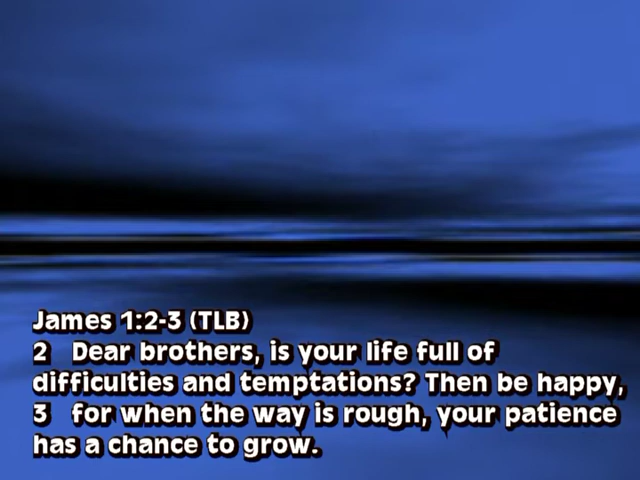 James 1:2-3 (TLB)
2 Dear brothers, is your life full of
difficulties and temptations? Then be happy,
3 for when the way is rough, your patience
has a chance to grow.